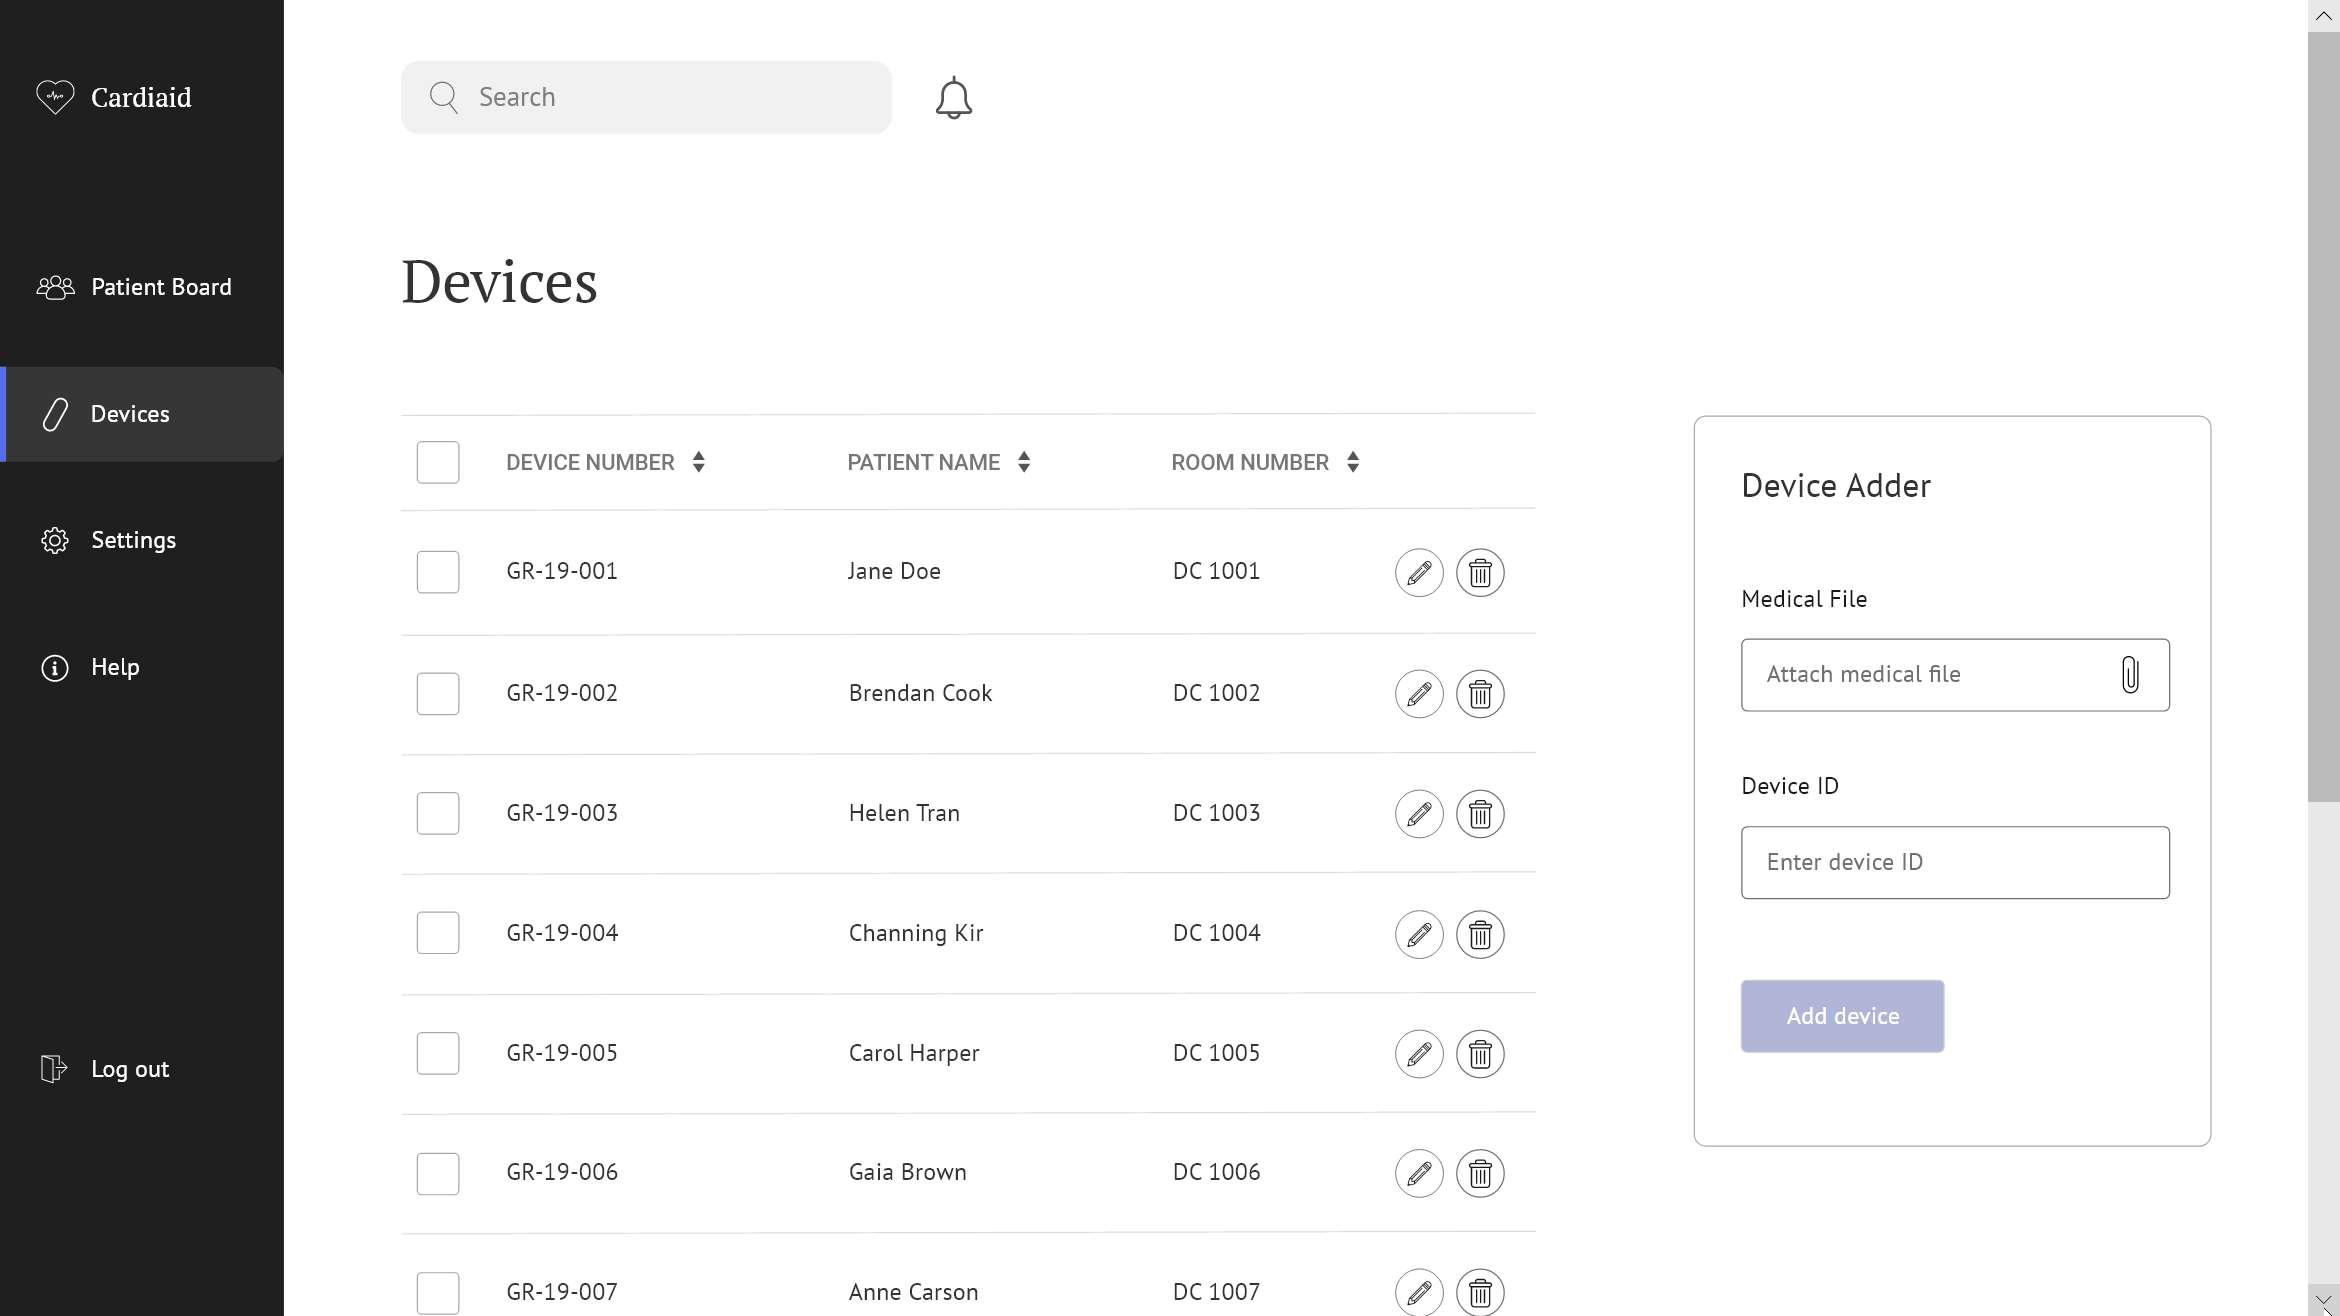 Cardiaid
Search
Patient Board
Devices
Settings
Help
Log out
Devices
DEVICE NUMBER PATIENT NAME ROOM NUMBER
GR-19-001 Jane Doe DC 1001
GR-19-002 Brendan Cook DC 1002
GR-19-003 Helen Tran DC 1003
GR-19-004 Channing Kir DC 1004
GR-19-005 Carol Harper DC 1005
GR-19-006 Gaia Brown DC 1006
GR-19-007 Anne Carson DC 1007
Device Adder
Medical File
Attach medical file
Device ID
Enter device ID
Add device